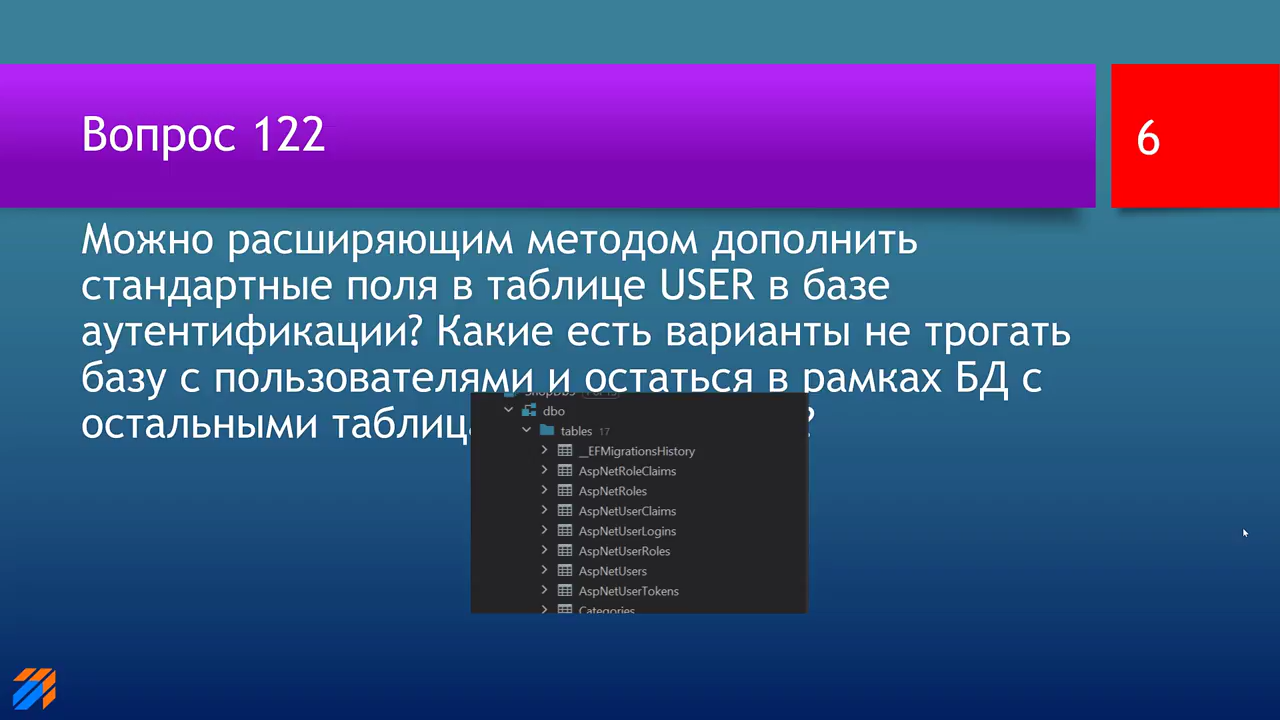 Вопрос 122
6
Можно расширяющим методом дополнить
стандартные поля в таблице USER в базе
аутентификации? Какие есть варианты не трогать
базу с пользователями и остаться в рамках БД с
остальными ?
dbo
tables 17
__EFMigrationsHistory
AspNetRoleClaims
AspNetRoles
AspNetUserClaims
AspNetUserLogins
AspNetUserRoles
AspNetUsers
AspNetUserTokens
Categories